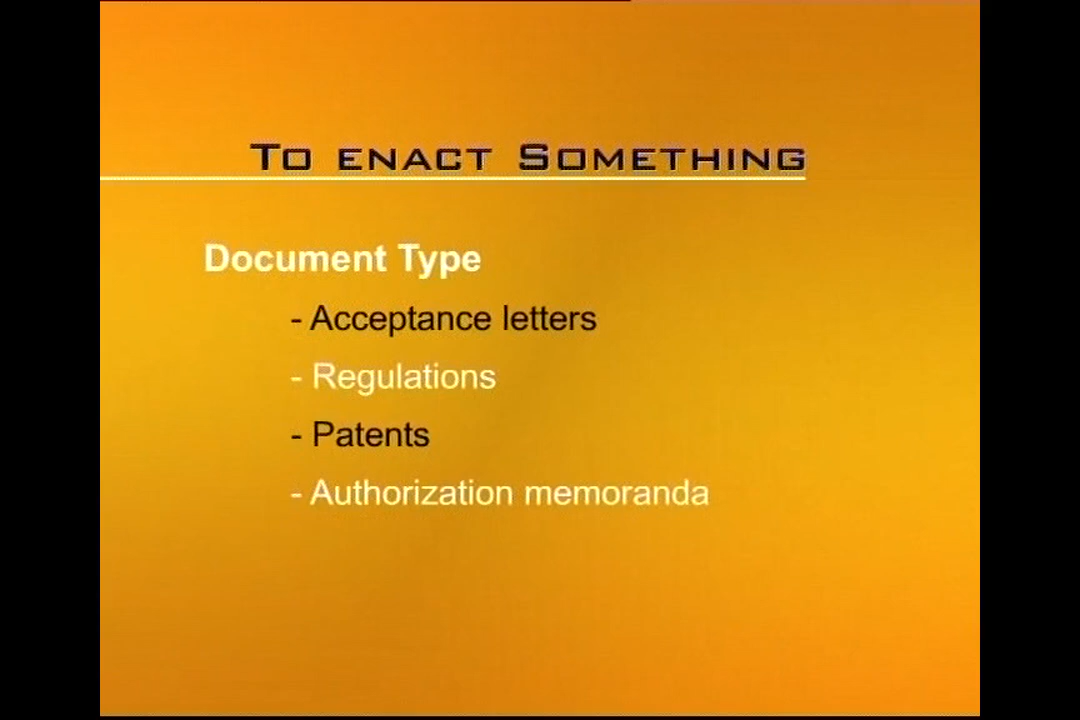 To enact Something
Document Type
- Acceptance letters
- Regulations
- Patents
- Authorization memoranda